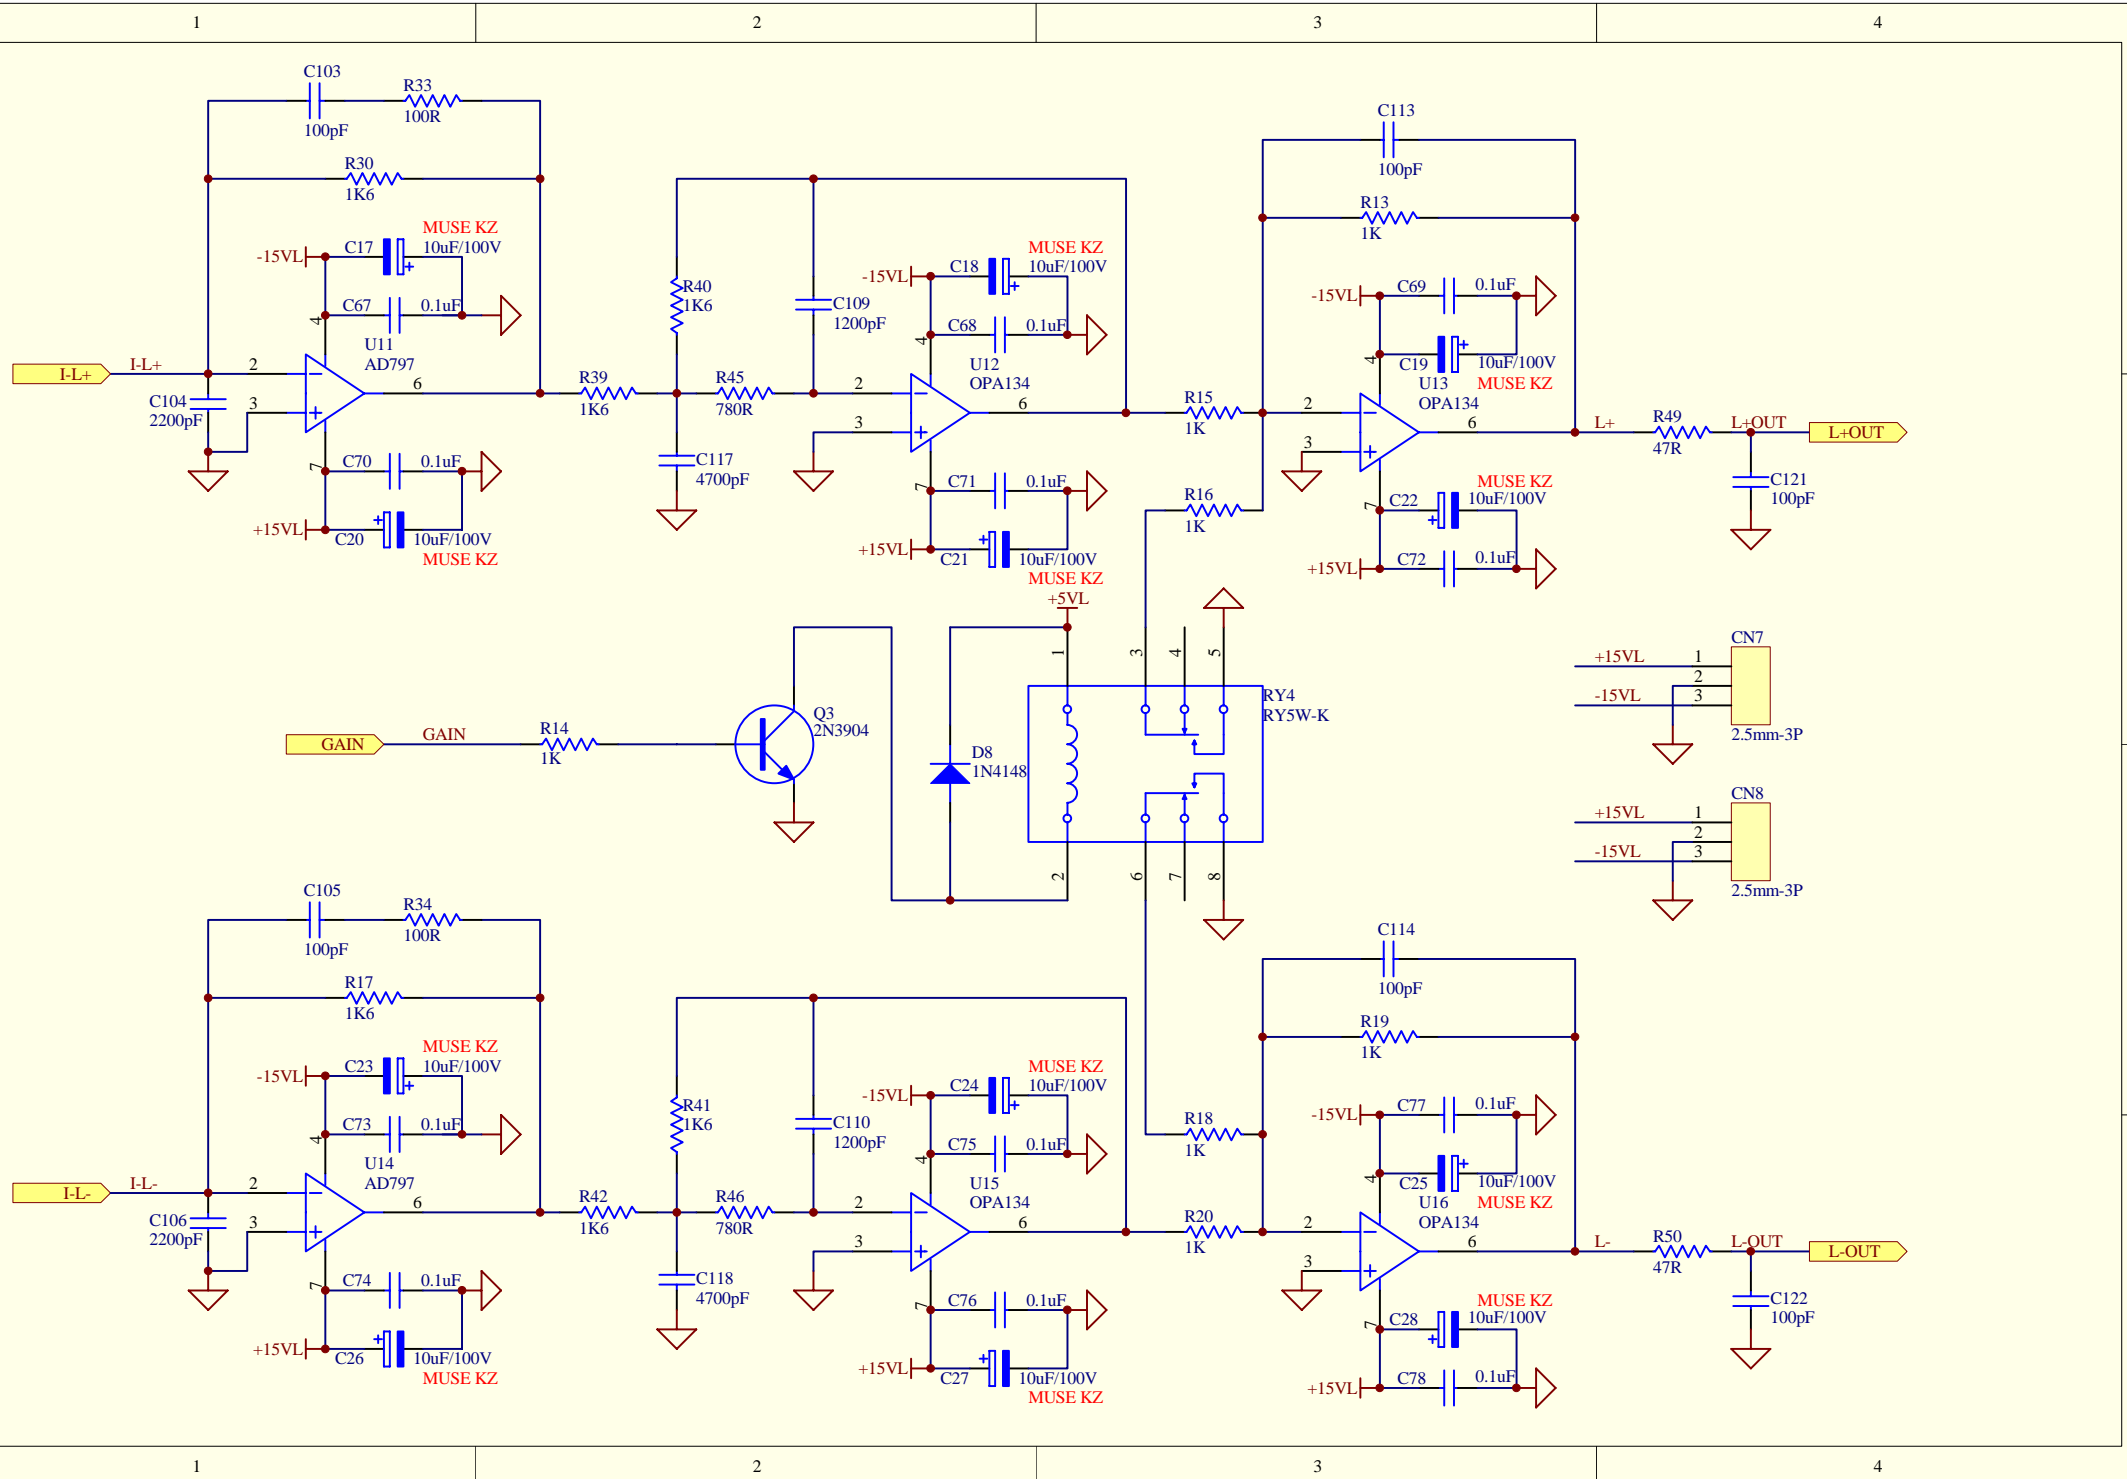 1 2 3 4
C103
R33
100pF
100R
R30
1K6
MUSE KZ
C17
10uF/100V
-15VL
C67
0.1uF
4
U11
AD797
I-L+
I-L+
2
6
3
C104
2200pF
7
C70
0.1uF
+15VL
C20
10uF/100V
MUSE KZ
R39
1K6
R40
1K6
R45
780R
C109
1200pF
C117
4700pF
MUSE KZ
C18
10uF/100V
-15VL
C68
0.1uF
4
U12
OPA134
2
6
3
7
C71
0.1uF
+15VL
C21
10uF/100V
MUSE KZ
C113
100pF
R13
1K
C69
0.1uF
-15VL
4
C19
10uF/100V
U13
MUSE KZ
OPA134
R15
1K
2
6
3
R16
1K
MUSE KZ
7
C22
10uF/100V
+15VL
C72
0.1uF
L+
R49
47R
L+OUT
L+OUT
C121
100pF
+5VL
1
3
4
5
RY4
RY5W-K
GAIN
GAIN
R14
1K
Q3
2N3904
D8
1N4148
2
6
7
8
CN7
+15VL
1
2
-15VL
3
2.5mm-3P
CN8
+15VL
1
2
-15VL
3
2.5mm-3P
C105
R34
100pF
100R
R17
1K6
MUSE KZ
C23
10uF/100V
-15VL
C73
0.1uF
4
U14
AD797
I-L-
I-L-
2
6
3
C106
2200pF
7
C74
0.1uF
+15VL
C26
10uF/100V
MUSE KZ
R42
1K6
R41
1K6
R46
780R
C110
1200pF
C118
4700pF
MUSE KZ
C24
10uF/100V
-15VL
C75
0.1uF
4
U15
OPA134
2
6
3
7
C76
0.1uF
+15VL
C27
10uF/100V
MUSE KZ
C114
100pF
R19
1K
C77
0.1uF
-15VL
R18
1K
4
C25
10uF/100V
U16
MUSE KZ
OPA134
R20
1K
2
6
3
MUSE KZ
7
C28
10uF/100V
+15VL
C78
0.1uF
L-
R50
47R
L-OUT
L-OUT
C122
100pF
1 2 3 4